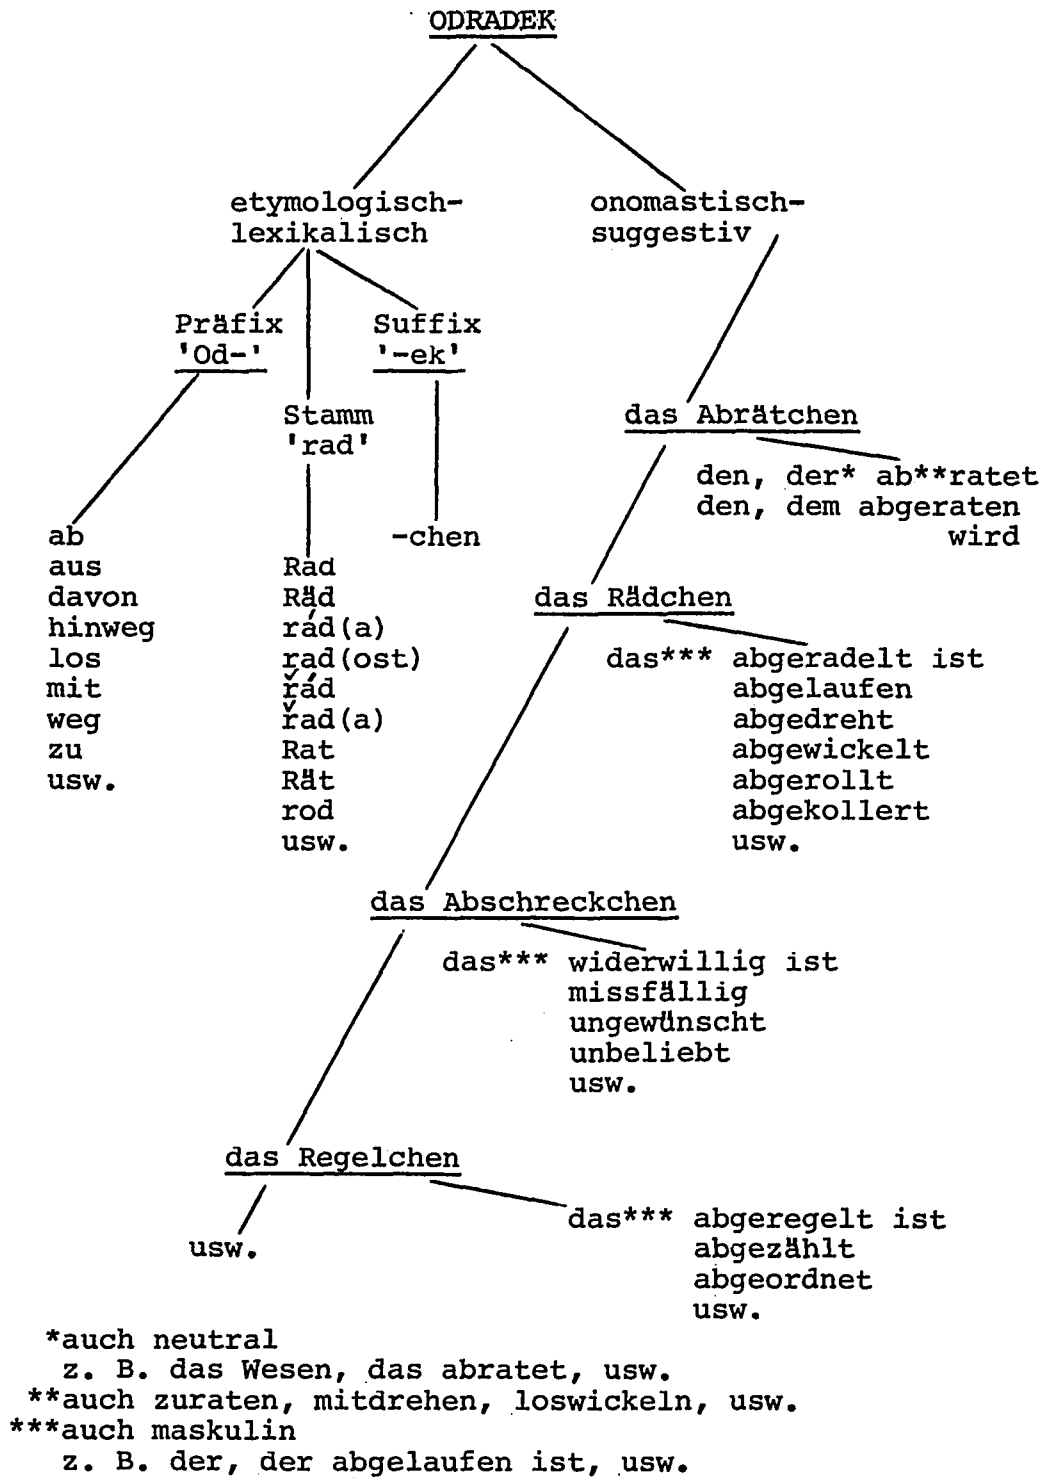 ODRADEK
etymologisch-
lexikalisch
onomastisch-
suggestiv
Präfix
'Od-'
Suffix
'-ek'
Stamm
'rad'
ab
aus
davon
hinweg
los
mit
weg
zu
usw.
Rad
Räd
rád(a)
rad(ost)
řád
řad(a)
Rat
Rät
rod
usw.
-chen
das Abrätchen
den, der* ab**ratet
den, dem abgeraten
wird
das Rädchen
das*** abgeradelt ist
abgelaufen
abgedreht
abgewickelt
abgerollt
abgekollert
usw.
das Abschreckchen
das*** widerwillig ist
missfällig
ungewünscht
unbeliebt
usw.
das Regelchen
usw.
das*** abgeregelt ist
abgezählt
abgeordnet
usw.
*auch neutral
z. B. das Wesen, das abratet, usw.
**auch zuraten, mitdrehen, loswickeln, usw.
***auch maskulin
z. B. der, der abgelaufen ist, usw.